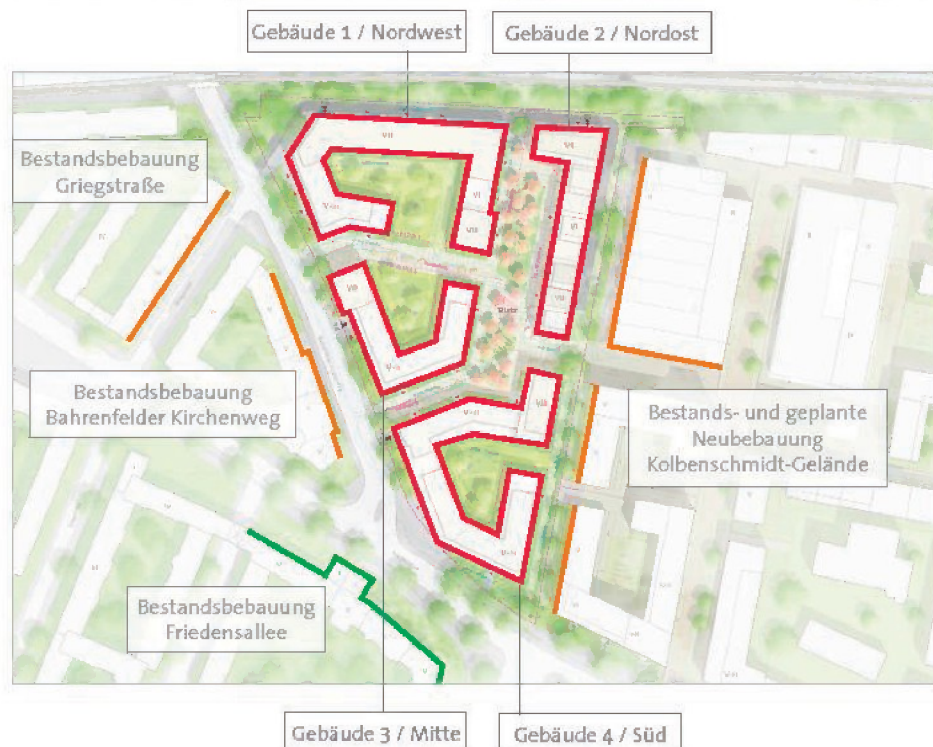 Gebäude 1 / Nordwest
Gebäude 2 / Nordost
Bestandsbebauung
Griegstraße
Bestandsbebauung
Bahrenfelder Kirchenweg
Bestands- und geplante
Neubebauung
Kolbenschmidt-Gelände
Bestandsbebauung
Friedensallee
Gebäude 3 / Mitte
Gebäude 4 / Süd